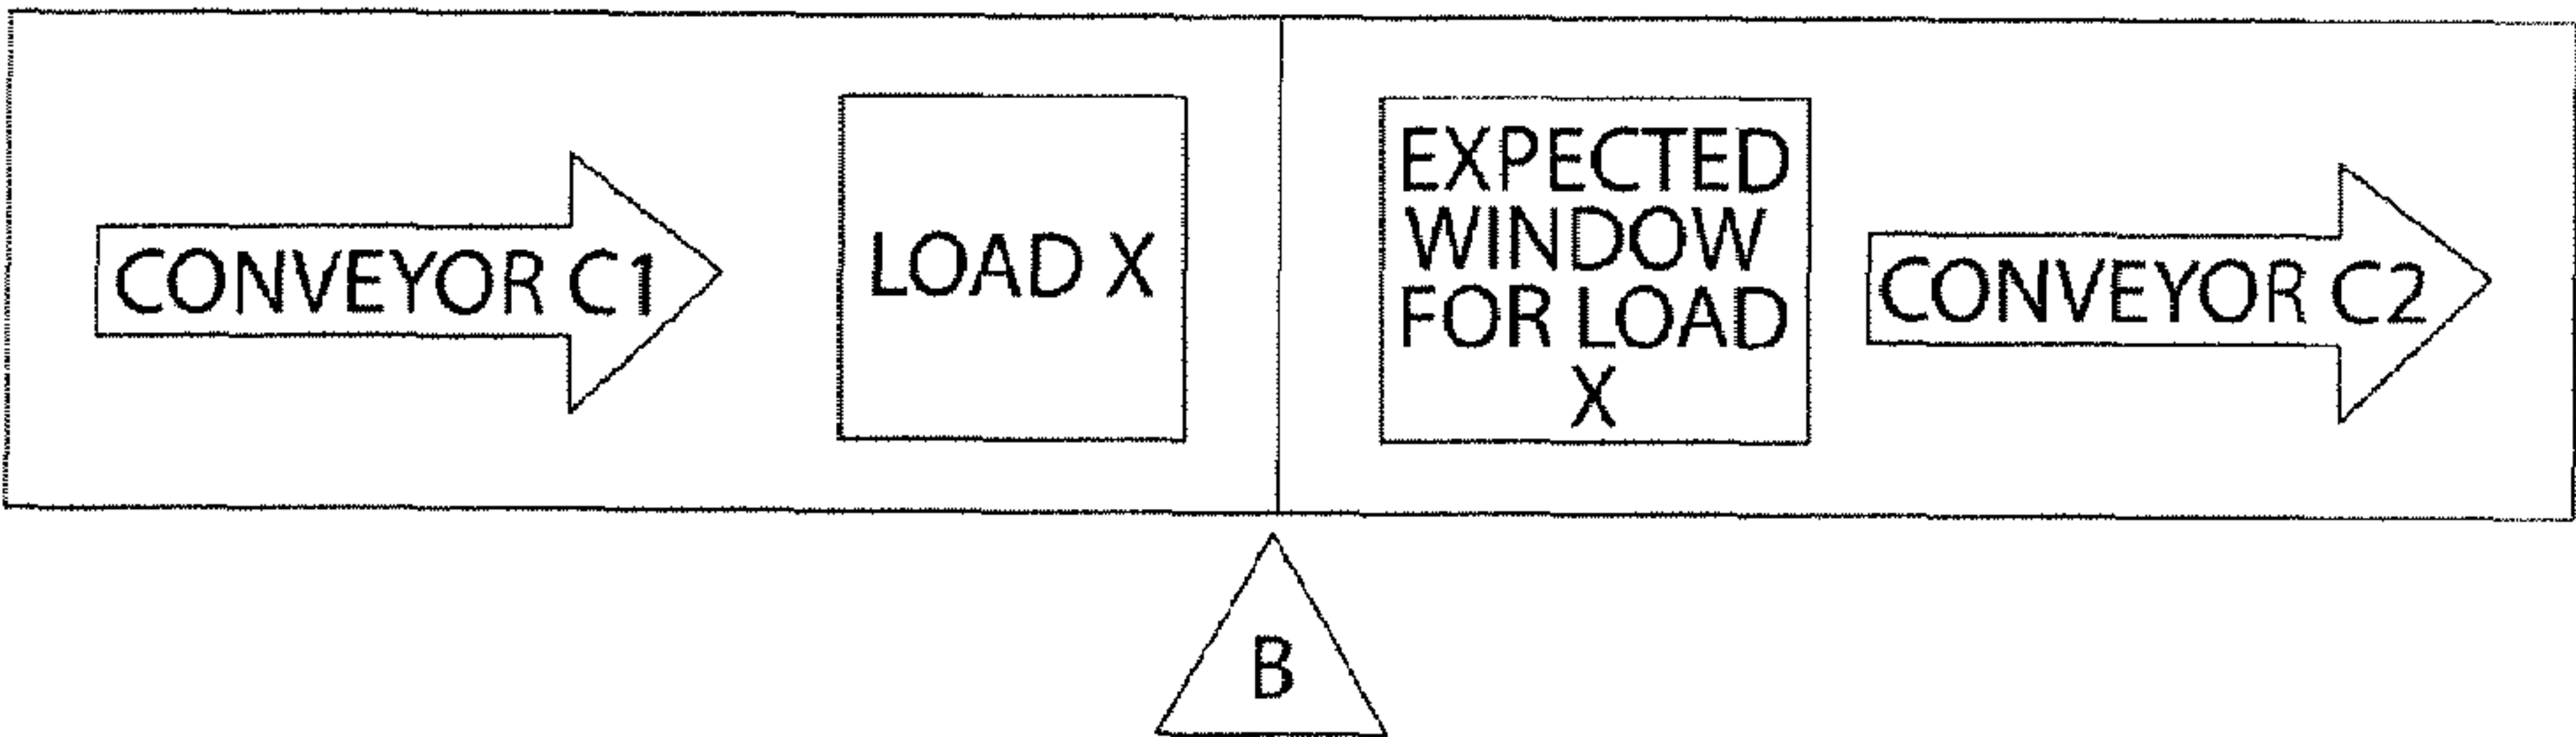 CONVEYOR C1
LOAD X
EXPECTED
WINDOW
FOR LOAD
X
CONVEYOR C2
B